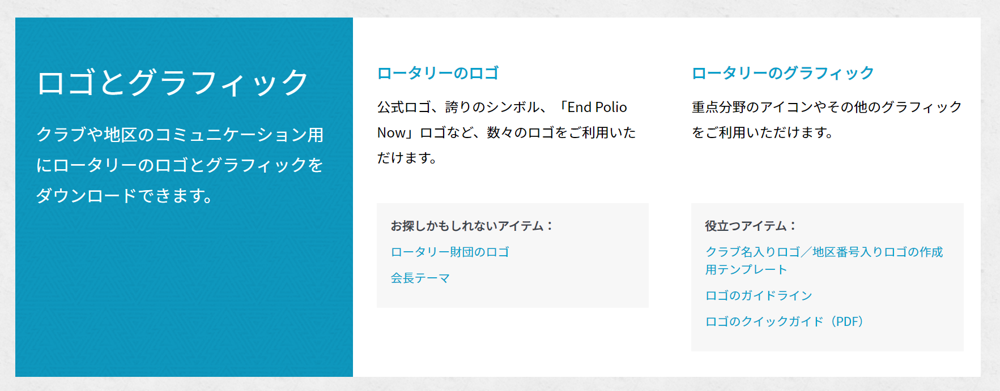 ロゴとグラフィック
クラブや地区のコミュニケーション用
にロータリーのロゴとグラフィックを
ダウンロードできます。
ロータリーのロゴ
公式ロゴ、誇りのシンボル、「End Polio
Now」ロゴなど、数々のロゴをご利用いた
だけます。
お探しかもしれないアイテム：
ロータリー財団のロゴ
会長テーマ
ロータリーのグラフィック
重点分野のアイコンやその他のグラフィック
をご利用いただけます。
役立つアイテム：
クラブ名入りロゴ／地区番号入りロゴの作成
用テンプレート
ロゴのガイドライン
ロゴのクイックガイド（PDF）